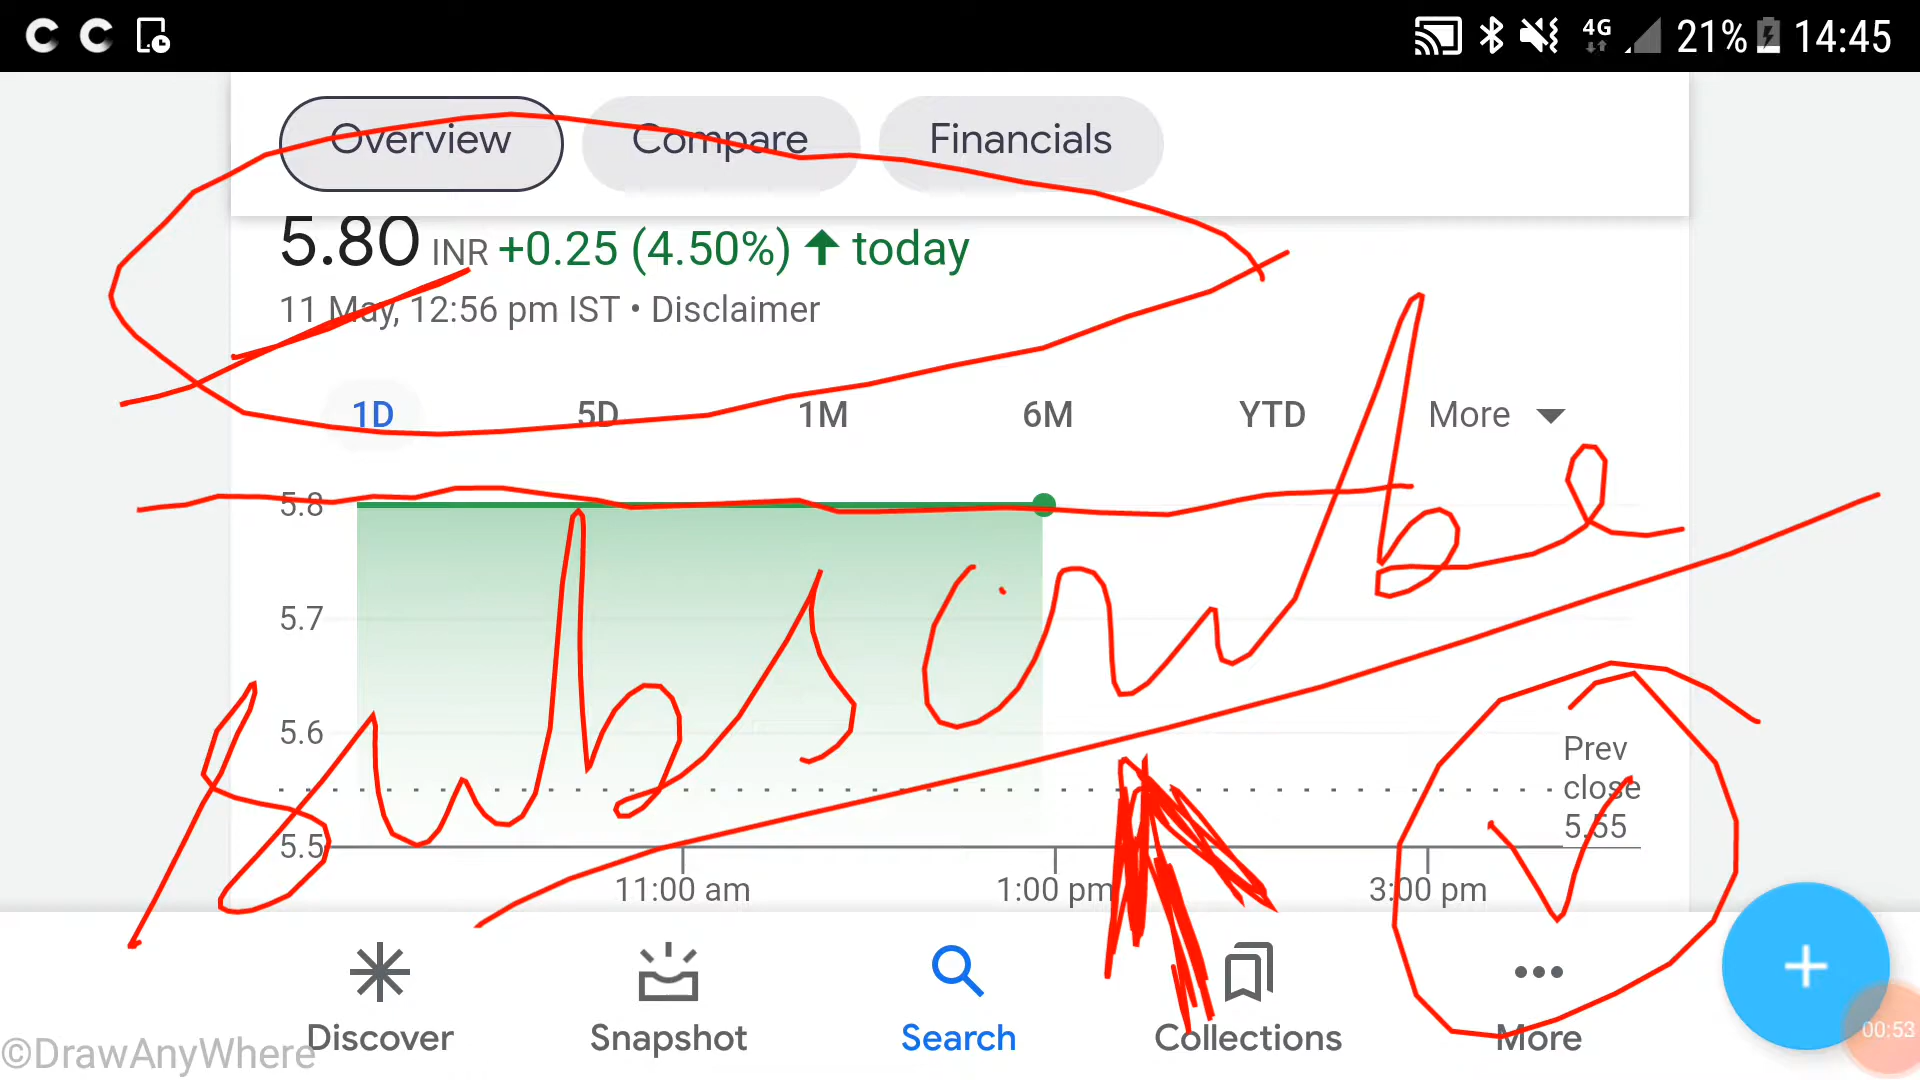 4G 21% 14:45
Overview Compare Financials
5.80 INR +0.25 (4.50%) today
11 May, 12:56 pm IST • Disclaimer
1D 5D 1M 6M YTD More
5.8
5.7
5.6
5.5
Prev
close
5.55
11:00 am 1:00 pm 3:00 pm
Discover Snapshot Search Collections More
©DrawAnyWhere
00:53